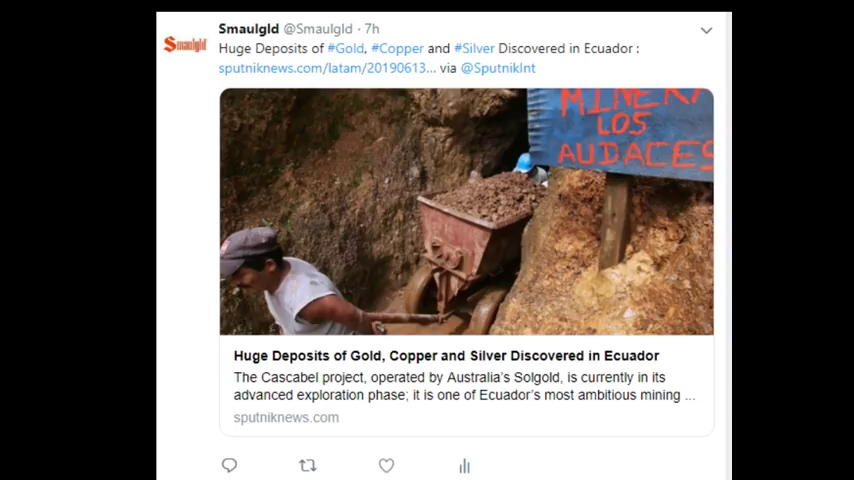 Smaulgld @Smaulgld · 7h
Smaulgld
Huge Deposits of #Gold, #Copper and #Silver Discovered in Ecuador :
sputniknews.com/latam/20190613... via @SputnikInt
MINERA
LOS
AUDACES
Huge Deposits of Gold, Copper and Silver Discovered in Ecuador
The Cascabel project, operated by Australia's Solgold, is currently in its
advanced exploration phase; it is one of Ecuador's most ambitious mining ...
sputniknews.com